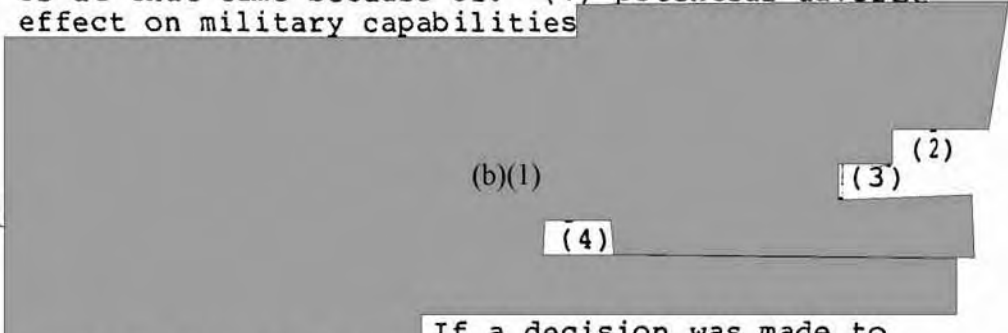 effect on military capabilities
(2)
(b)(1)
(3)
(4)
If a decision was made to